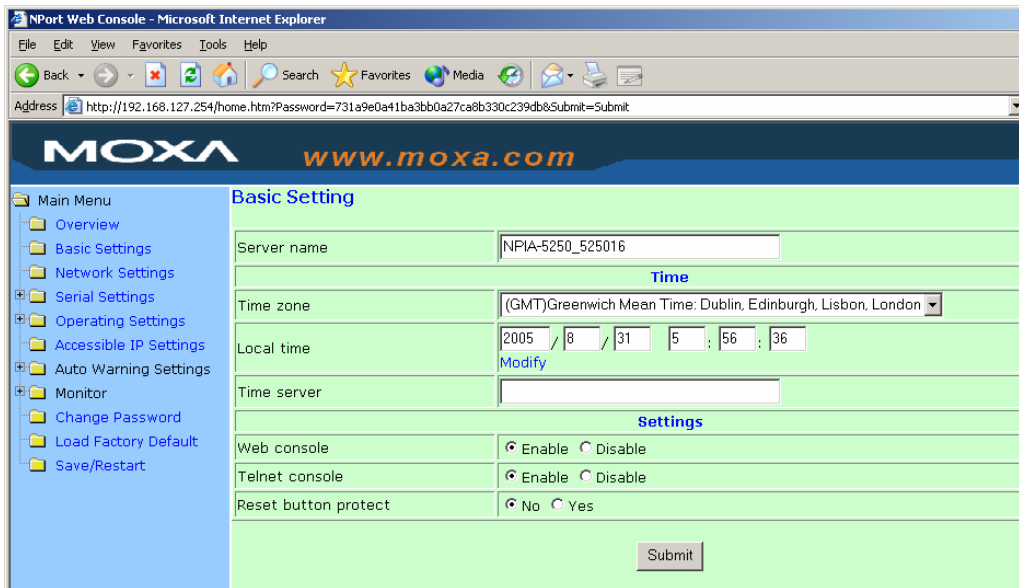 NPort Web Console - Microsoft Internet Explorer
File Edit View Favorites Tools Help
Back Search Favorites Media
Address http://192.168.127.254/home.htm?Password=731a9e0a41ba3bb0a27ca8b330c239db&Submit=Submit
MOXA www.moxa.com
Main Menu
Overview
Basic Settings
Network Settings
Serial Settings
Operating Settings
Accessible IP Settings
Auto Warning Settings
Monitor
Change Password
Load Factory Default
Save/Restart
Basic Setting
Server name NPIA-5250_525016
Time
Time zone (GMT)Greenwich Mean Time: Dublin, Edinburgh, Lisbon, London
Local time 2005 / 8 / 31 5 : 56 : 36
Modify
Time server
Settings
Web console Enable Disable
Telnet console Enable Disable
Reset button protect No Yes
Submit